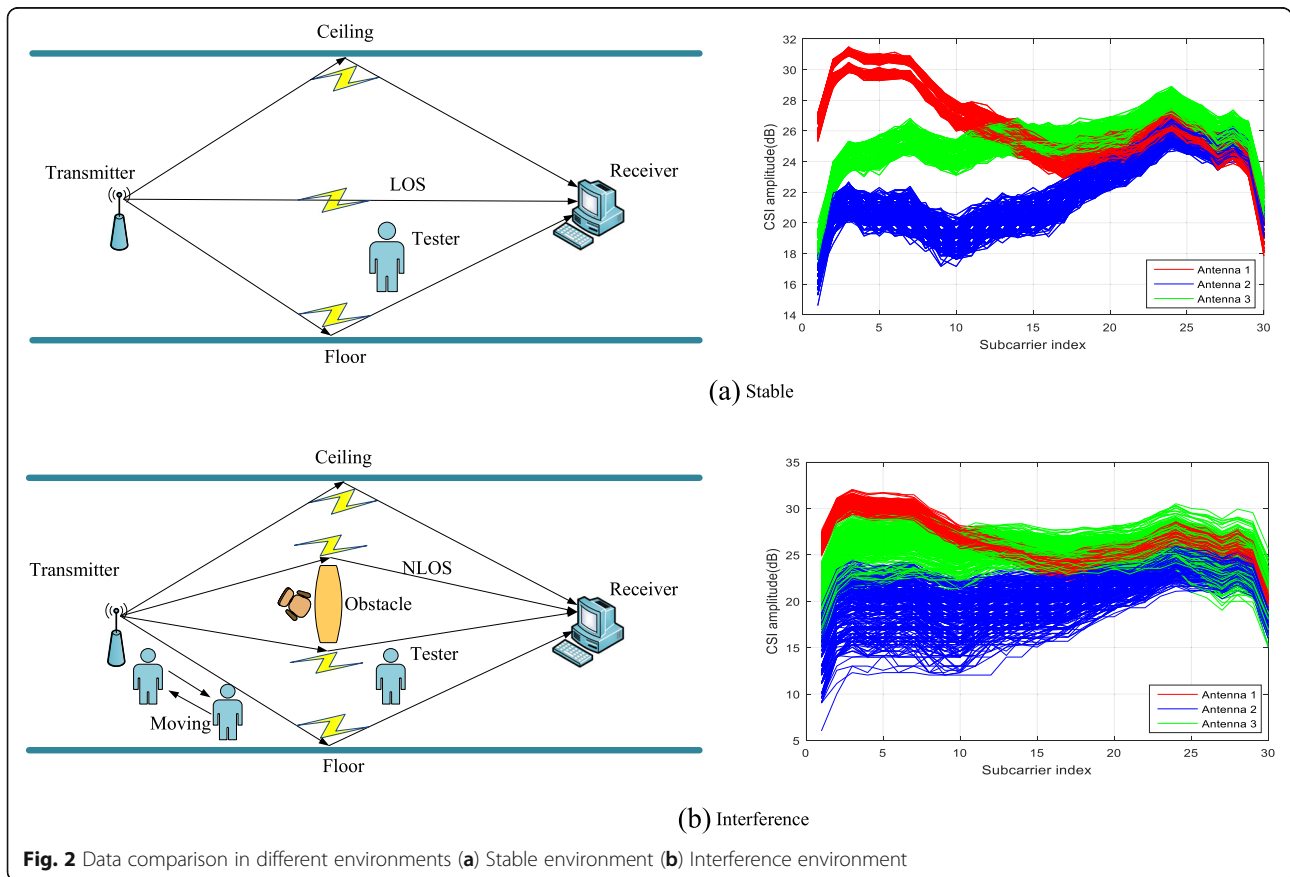 Ceiling
Transmitter
LOS
Receiver
Tester
Floor
32
30
28
26
24
22
20
18
16
14
CSI amplitude(dB)
0
5
10
15
20
25
30
Subcarrier index
Antenna 1
Antenna 2
Antenna 3
(a) Stable
Ceiling
Transmitter
NLOS
Obstacle
Receiver
Tester
Moving
Floor
35
30
25
20
15
10
5
CSI amplitude(dB)
0
5
10
15
20
25
30
Subcarrier index
Antenna 1
Antenna 2
Antenna 3
(b) Interference
Fig. 2 Data comparison in different environments (a) Stable environment (b) Interference environment